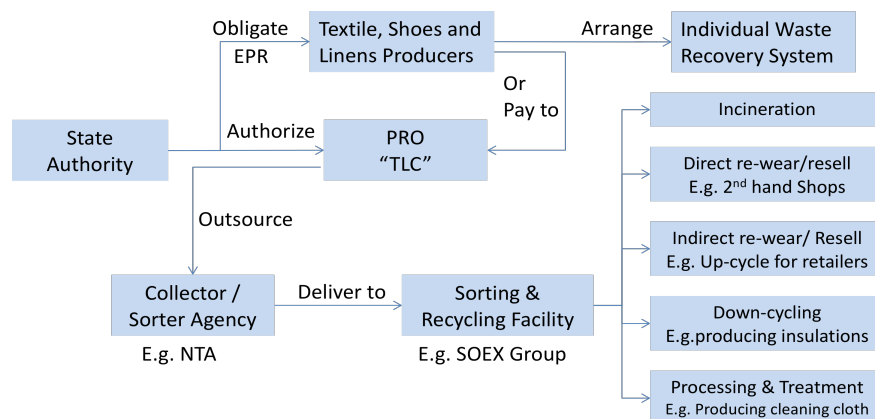 Obligate
EPR
Textile, Shoes and
Linens Producers
Arrange
Individual Waste
Recovery System
Or
Pay to
State
Authority
Authorize
PRO
“TLC”
Outsource
Collector /
Sorter Agency
E.g. NTA
Deliver to
Sorting &
Recycling Facility
E.g. SOEX Group
Incineration
Direct re-wear/resell
E.g. 2nd hand Shops
Indirect re-wear/ Resell
E.g. Up-cycle for retailers
Down-cycling
E.g.producing insulations
Processing & Treatment
E.g. Producing cleaning cloth